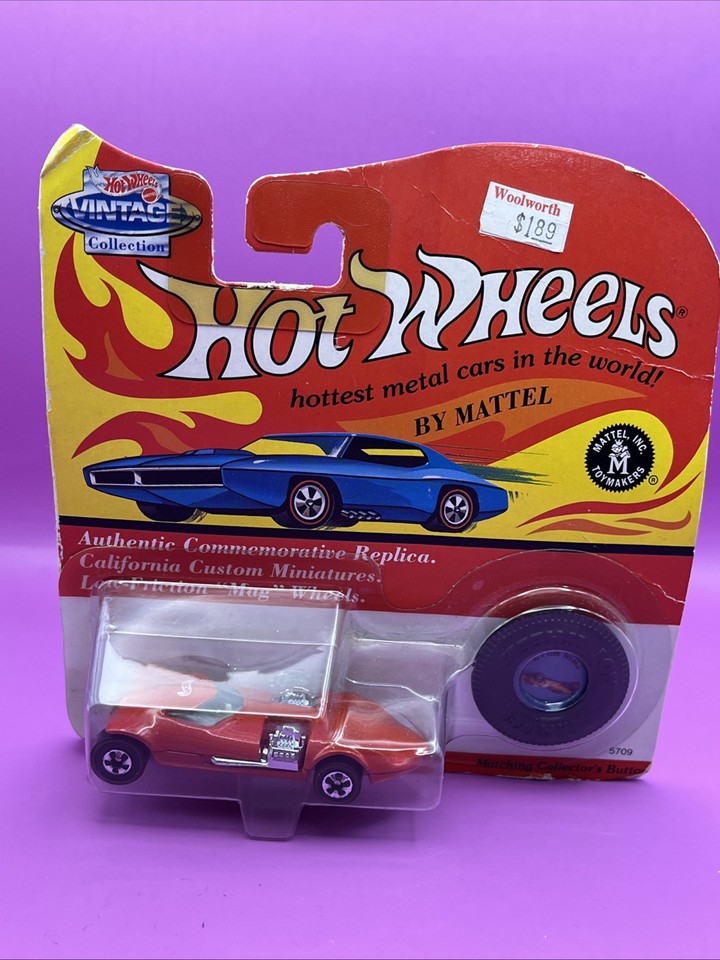 Hot Wheels
VINTAGE
Collection
Woolworth
$189
Hot Wheels®
hottest metal cars in the world!
BY MATTEL
MATTEL, INC.
M
TOYMAKERS
®
Authentic Commemorative Replica.
California Custom Miniatures.
Low-Friction "Mag" Wheels.
5709
Matching Collector's Button